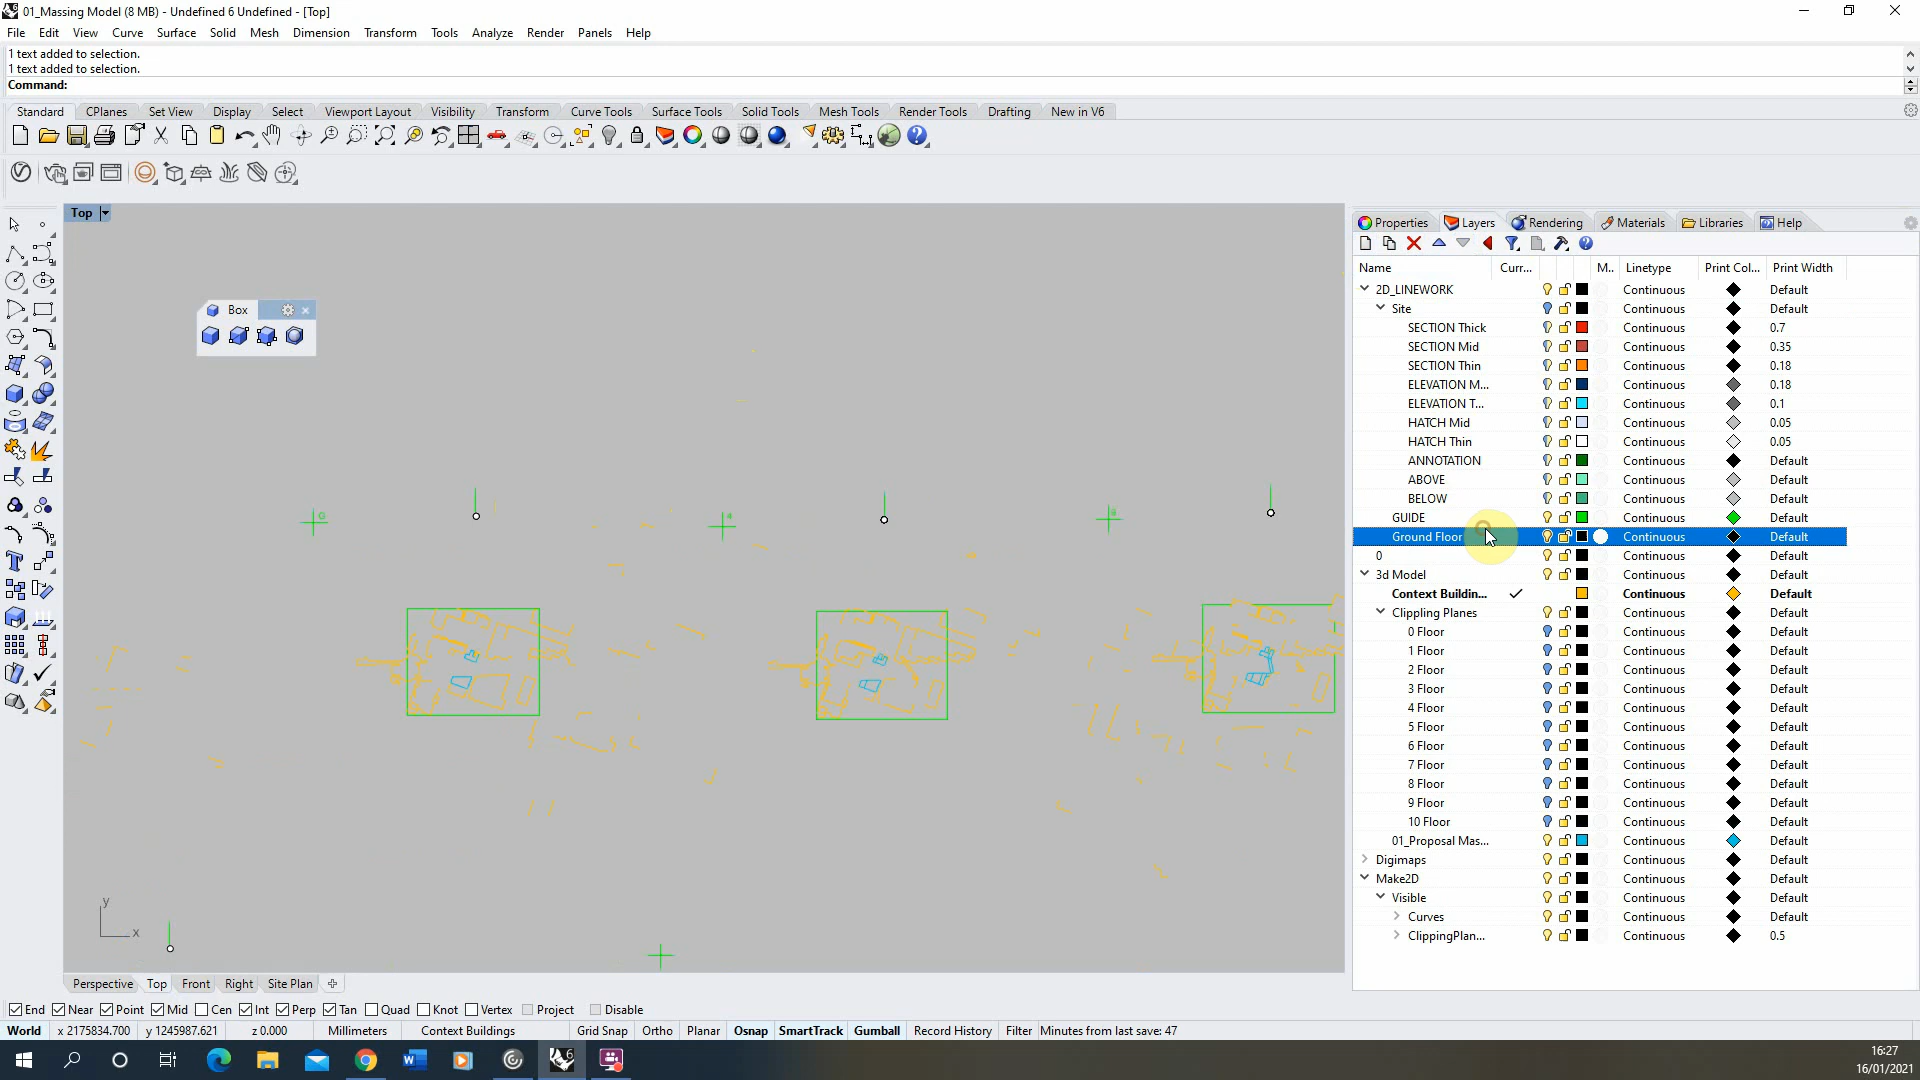 01_Massing Model (8 MB) - Undefined 6 Undefined - [Top]
File Edit View Curve Surface Solid Mesh Dimension Transform Tools Analyze Render Panels Help
1 text added to selection.
1 text added to selection.
Command:
Standard CPlanes Set View Display Select Viewport Layout Visibility Transform Curve Tools Surface Tools Solid Tools Mesh Tools Render Tools Drafting New in V6
Top
Box
Properties Layers Rendering Materials Libraries Help
Name Curr... M.. Linetype Print Col... Print Width
2D_LINEWORK Continuous Default
Site Continuous Default
SECTION Thick Continuous 0.7
SECTION Mid Continuous 0.35
SECTION Thin Continuous 0.18
ELEVATION M... Continuous 0.18
ELEVATION T... Continuous 0.1
HATCH Mid Continuous 0.05
HATCH Thin Continuous 0.05
ANNOTATION Continuous Default
ABOVE Continuous Default
BELOW Continuous Default
GUIDE Continuous Default
Ground Floor Continuous Default
0 Continuous Default
3d Model Continuous Default
Context Buildin... Continuous Default
Clippling Planes Continuous Default
0 Floor Continuous Default
1 Floor Continuous Default
2 Floor Continuous Default
3 Floor Continuous Default
4 Floor Continuous Default
5 Floor Continuous Default
6 Floor Continuous Default
7 Floor Continuous Default
8 Floor Continuous Default
9 Floor Continuous Default
10 Floor Continuous Default
01_Proposal Mas... Continuous Default
Digimaps Continuous Default
Make2D Continuous Default
Visible Continuous Default
Curves Continuous Default
ClippingPlan... Continuous 0.5
y
x
Perspective Top Front Right Site Plan
End Near Point Mid Cen Int Perp Tan Quad Knot Vertex Project Disable
World x 2175834.700 y 1245987.621 z 0.000 Millimeters Context Buildings Grid Snap Ortho Planar Osnap SmartTrack Gumball Record History Filter Minutes from last save: 47
16:27
16/01/2021